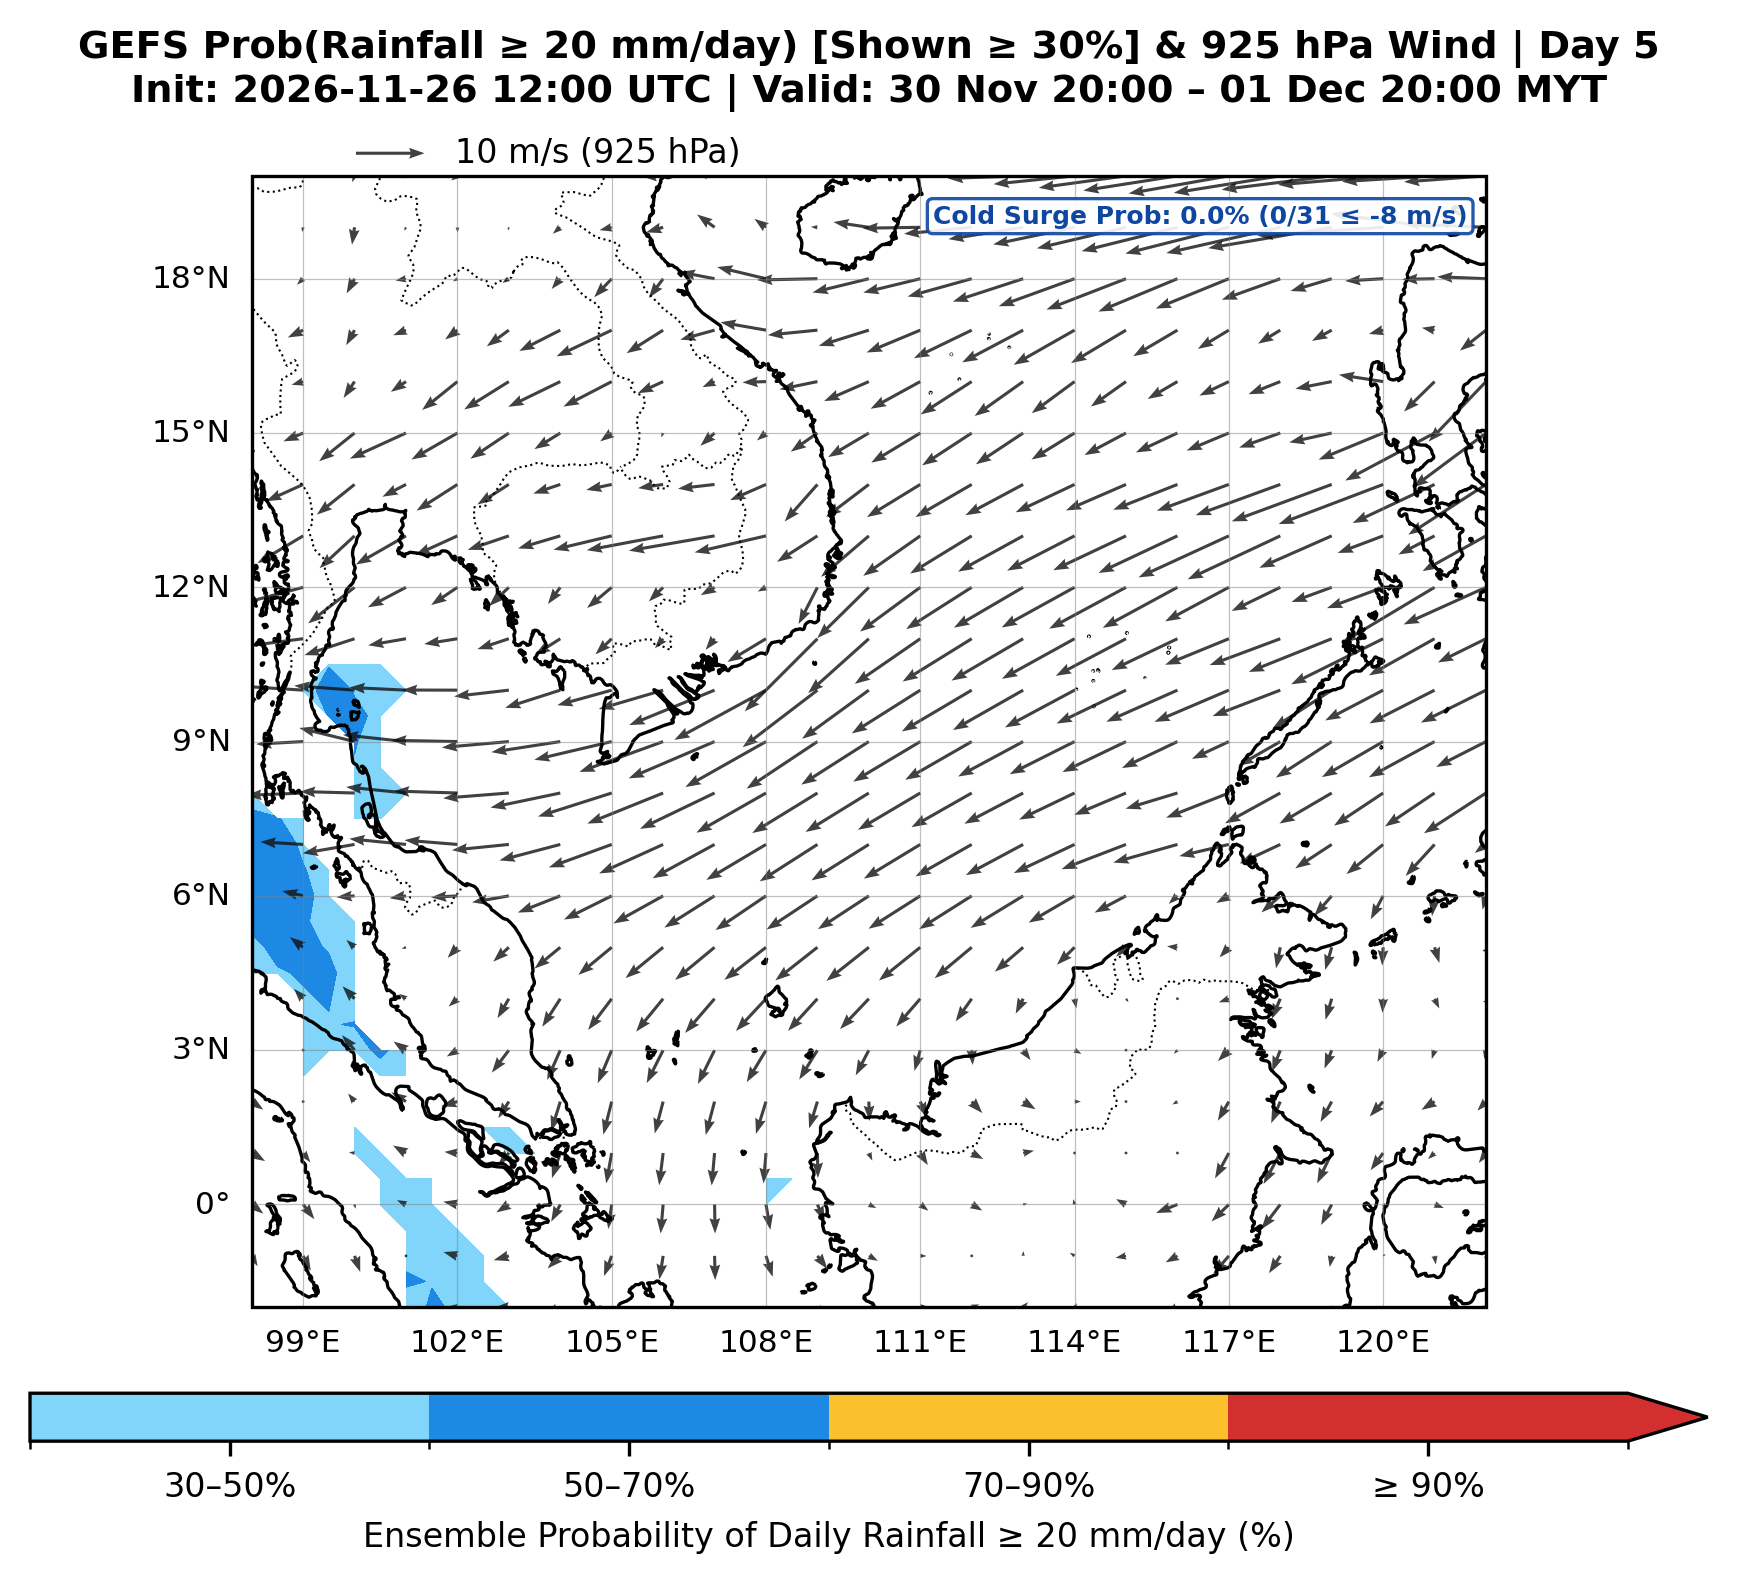 GEFS Prob(Rainfall ≥ 20 mm/day) [Shown ≥ 30%] & 925 hPa Wind | Day 5
Init: 2026-11-26 12:00 UTC | Valid: 30 Nov 20:00 – 01 Dec 20:00 MYT
10 m/s (925 hPa)
Cold Surge Prob: 0.0% (0/31 ≤ -8 m/s)
18°N
15°N
12°N
9°N
6°N
3°N
0°
99°E 102°E 105°E 108°E 111°E 114°E 117°E 120°E
30–50% 50–70% 70–90% ≥ 90%
Ensemble Probability of Daily Rainfall ≥ 20 mm/day (%)